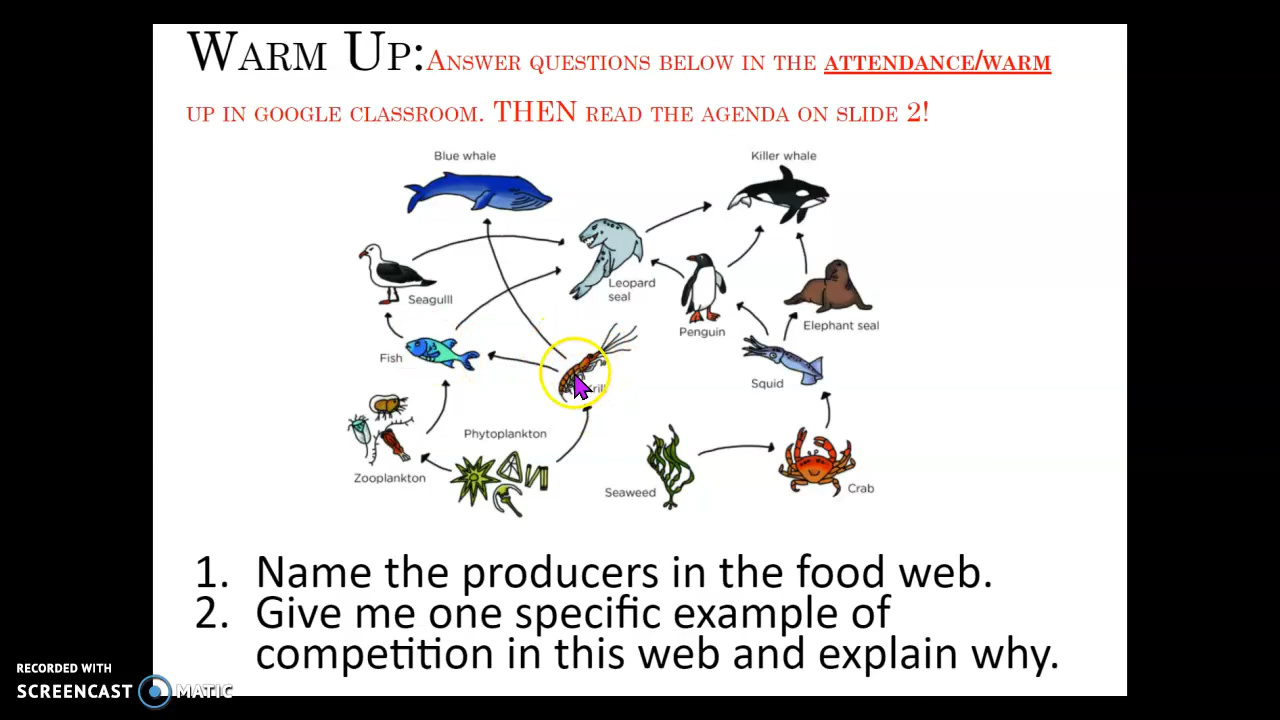 WARM UP: ANSWER QUESTIONS BELOW IN THE ATTENDANCE/WARM
UP IN GOOGLE CLASSROOM. THEN READ THE AGENDA ON SLIDE 2!
Blue whale
Killer whale
Seagulll
Leopard
seal
Penguin
Elephant seal
Fish
Krill
Squid
Phytoplankton
Zooplankton
Seaweed
Crab
1. Name the producers in the food web.
2. Give me one specific example of
competition in this web and explain why.
RECORDED WITH
SCREENCAST MATIC